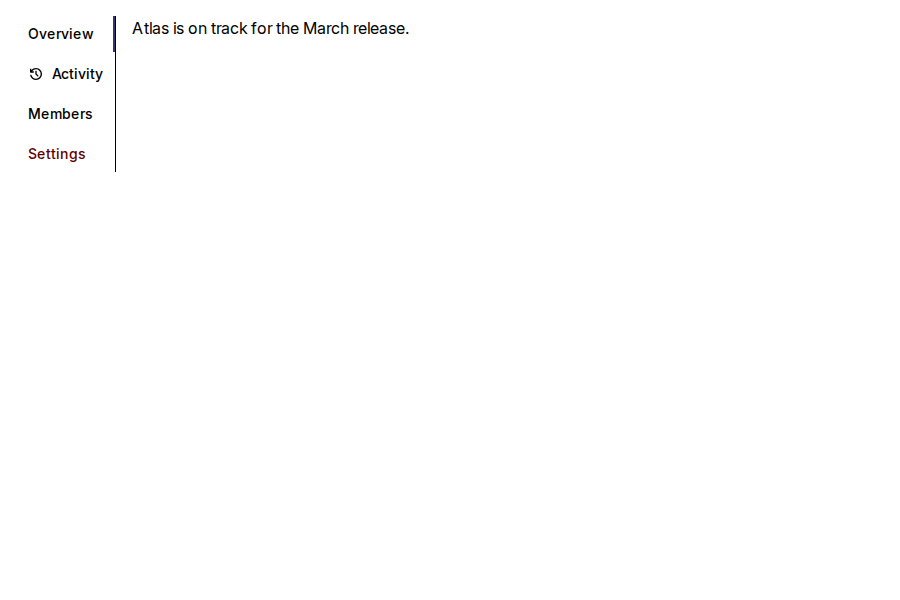 Overview
Activity
Members
Settings
Atlas is on track for the March release.